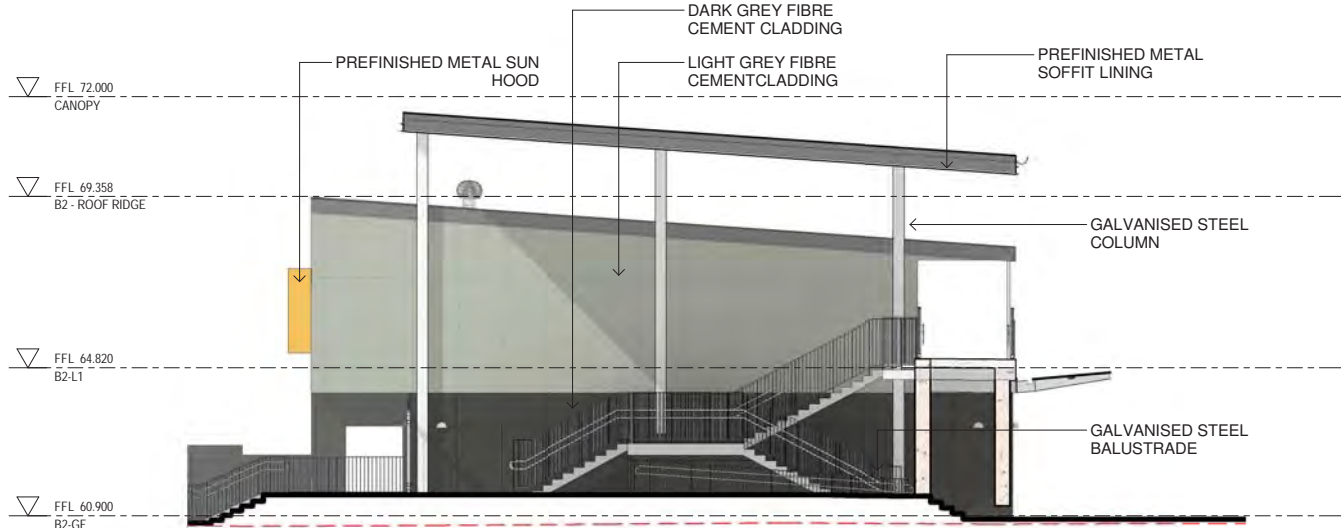 DARK GREY FIBRE
CEMENT CLADDING
PREFINISHED METAL SUN
HOOD
LIGHT GREY FIBRE
CEMENTCLADDING
PREFINISHED METAL
SOFFIT LINING
FFL 72.000
CANOPY
FFL 69.358
B2 - ROOF RIDGE
GALVANISED STEEL
COLUMN
FFL 64.820
B2-L1
GALVANISED STEEL
BALUSTRADE
FFL 60.900
B2-GF